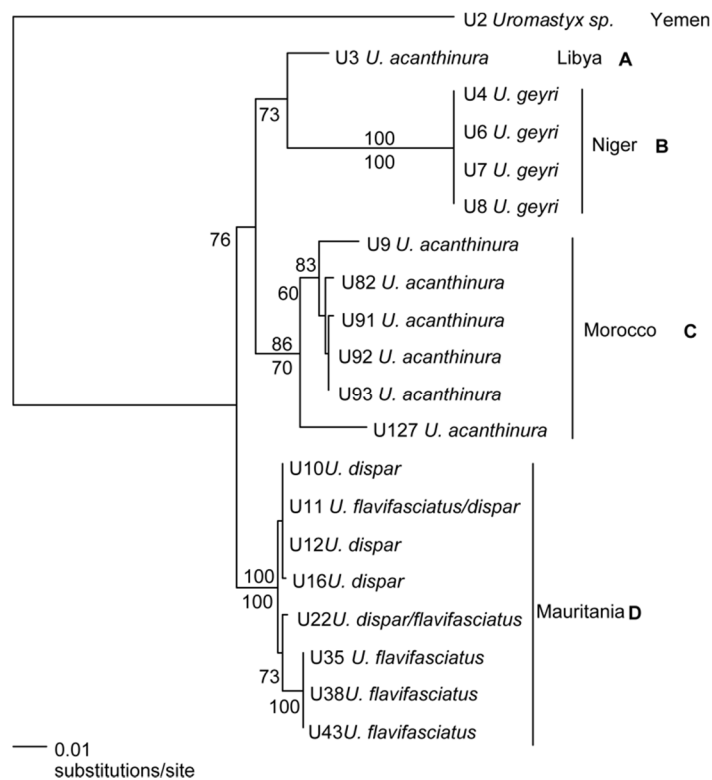 U2 Uromastyx sp. Yemen
U3 U. acanthinura Libya A
73
U4 U. geyri
100
100
U6 U. geyri
Niger B
U7 U. geyri
U8 U. geyri
76
U9 U. acanthinura
83
60
U82 U. acanthinura
U91 U. acanthinura
Morocco C
86
70
U92 U. acanthinura
U93 U. acanthinura
U127 U. acanthinura
U10U. dispar
U11 U. flavifasciatus/dispar
U12U. dispar
100
100
U16U. dispar
Mauritania D
U22U. dispar/flavifasciatus
U35 U. flavifasciatus
73
U38U. flavifasciatus
100
U43U. flavifasciatus
0.01
substitutions/site